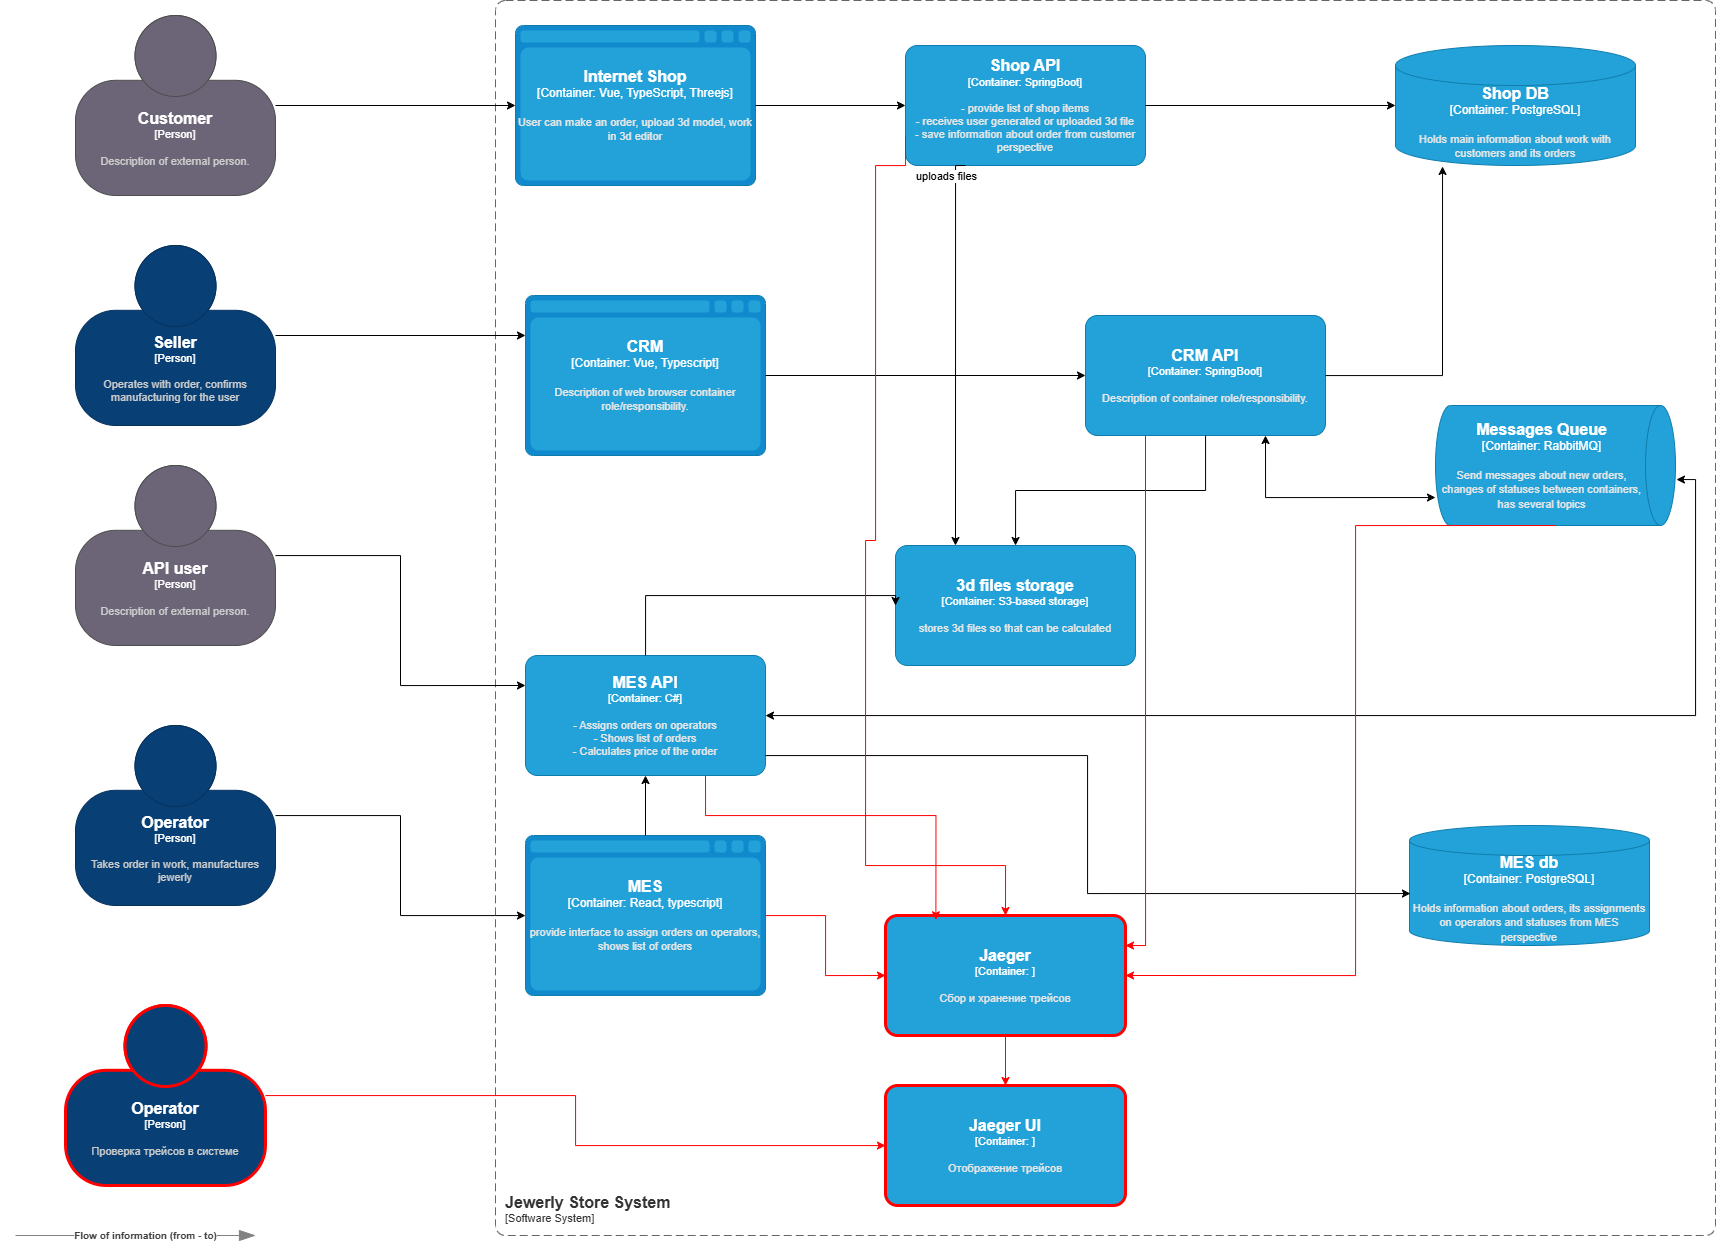 Customer
[Person]
Description of external person.
Internet Shop
[Container: Vue, TypeScript, Threejs]
User can make an order, upload 3d model, work
in 3d editor
Shop API
[Container: SpringBoot]
- provide list of shop items
- receives user generated or uploaded 3d file
- save information about order from customer
perspective
uploads files
Shop DB
[Container: PostgreSQL]
Holds main information about work with
customers and its orders
Seller
[Person]
Operates with order, confirms
manufacturing for the user
CRM
[Container: Vue, Typescript]
Description of web browser container
role/responsibility.
CRM API
[Container: SpringBoot]
Description of container role/responsibility.
Messages Queue
[Container: RabbitMQ]
Send messages about new orders,
changes of statuses between containers,
has several topics
API user
[Person]
Description of external person.
3d files storage
[Container: S3-based storage]
stores 3d files so that can be calculated
MES API
[Container: C#]
- Assigns orders on operators
- Shows list of orders
- Calculates price of the order
Operator
[Person]
Takes order in work, manufactures
jewerly
MES
[Container: React, typescript]
provide interface to assign orders on operators,
shows list of orders
MES db
[Container: PostgreSQL]
Holds information about orders, its assignments
on operators and statuses from MES
perspective
Jaeger
[Container: ]
Сбор и хранение трейсов
Operator
[Person]
Проверка трейсов в системе
Jaeger UI
[Container: ]
Отображение трейсов
Jewerly Store System
[Software System]
Flow of information (from - to)